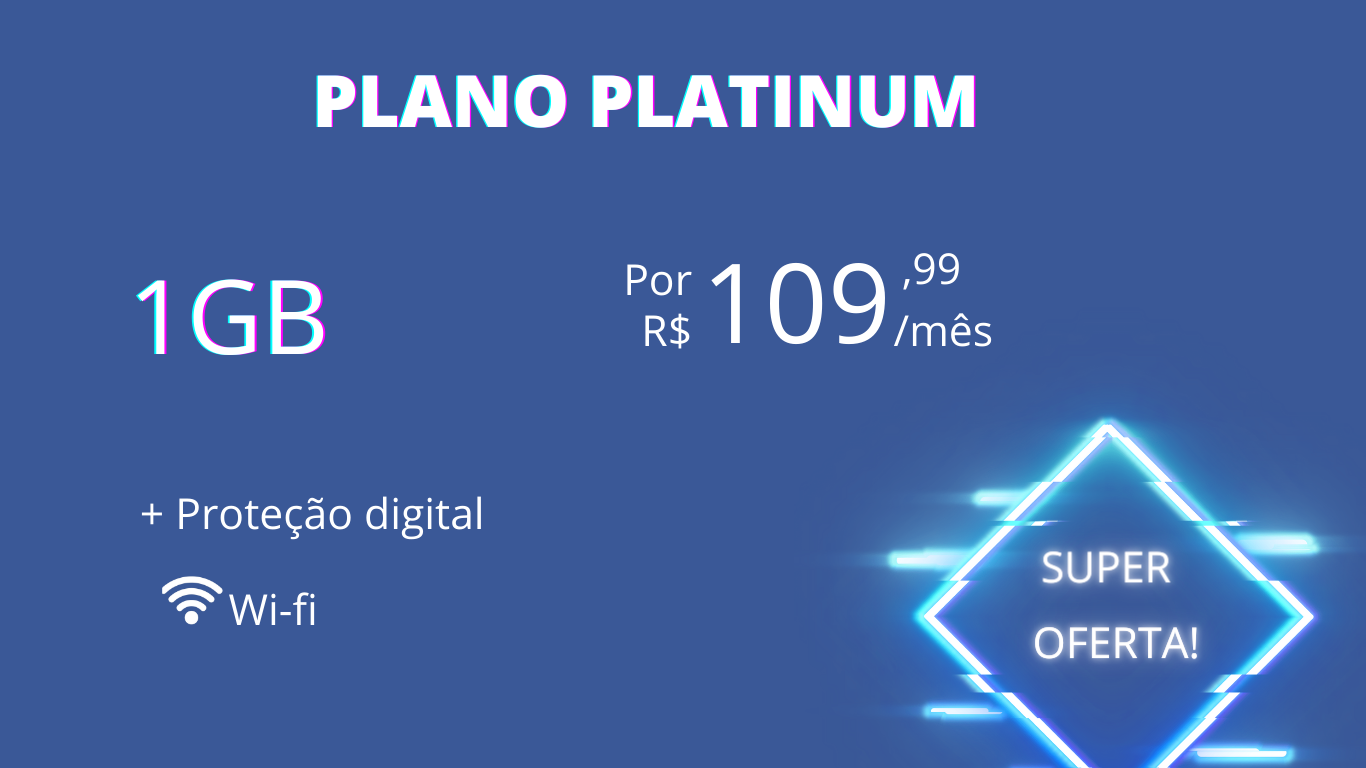 PLANO PLATINUM
1GB
Por
R$ 109,99
/mês
+ Proteção digital
Wi-fi
SUPER
OFERTA!